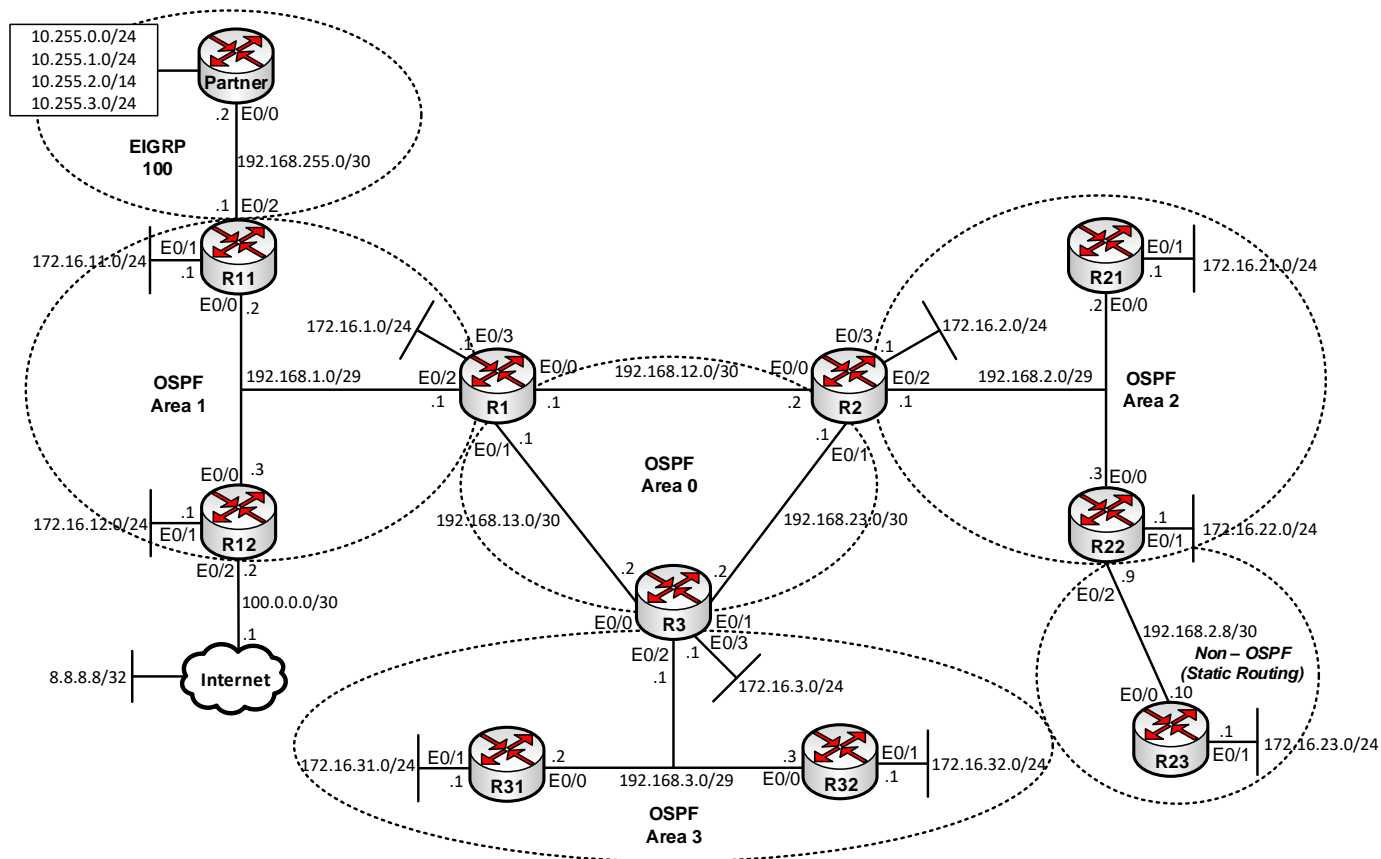 10.255.0.0/24
10.255.1.0/24
10.255.2.0/14
10.255.3.0/24
Partner
.2
E0/0
EIGRP
100
192.168.255.0/30
.1
E0/2
E0/1
172.16.11.0/24
.1
R11
E0/0
.2
172.16.1.0/24
.1
E0/3
OSPF
Area 1
192.168.1.0/29
E0/2
.1
R1
E0/0
.1
192.168.12.0/30
E0/0
.2
E0/3
.1
172.16.2.0/24
R2
E0/2
.1
192.168.2.0/29
OSPF
Area 2
R21
E0/1
.1
172.16.21.0/24
.2
E0/0
E0/0
.3
.1
172.16.12.0/24
E0/1
R12
E0/2
.2
100.0.0.0/30
.1
8.8.8.8/32
Internet
.1
E0/1
.1
E0/1
OSPF
Area 0
192.168.13.0/30
192.168.23.0/30
.2
.2
R3
E0/0
E0/1
E0/3
E0/2
.1
.1
172.16.3.0/24
.3
E0/0
.1
172.16.22.0/24
E0/1
R22
E0/2
.9
192.168.2.8/30
Non – OSPF
(Static Routing)
E0/0
.10
.1
172.16.23.0/24
E0/1
R23
172.16.31.0/24
E0/1
.1
R31
.2
E0/0
192.168.3.0/29
.3
E0/0
R32
E0/1
.1
172.16.32.0/24
OSPF
Area 3